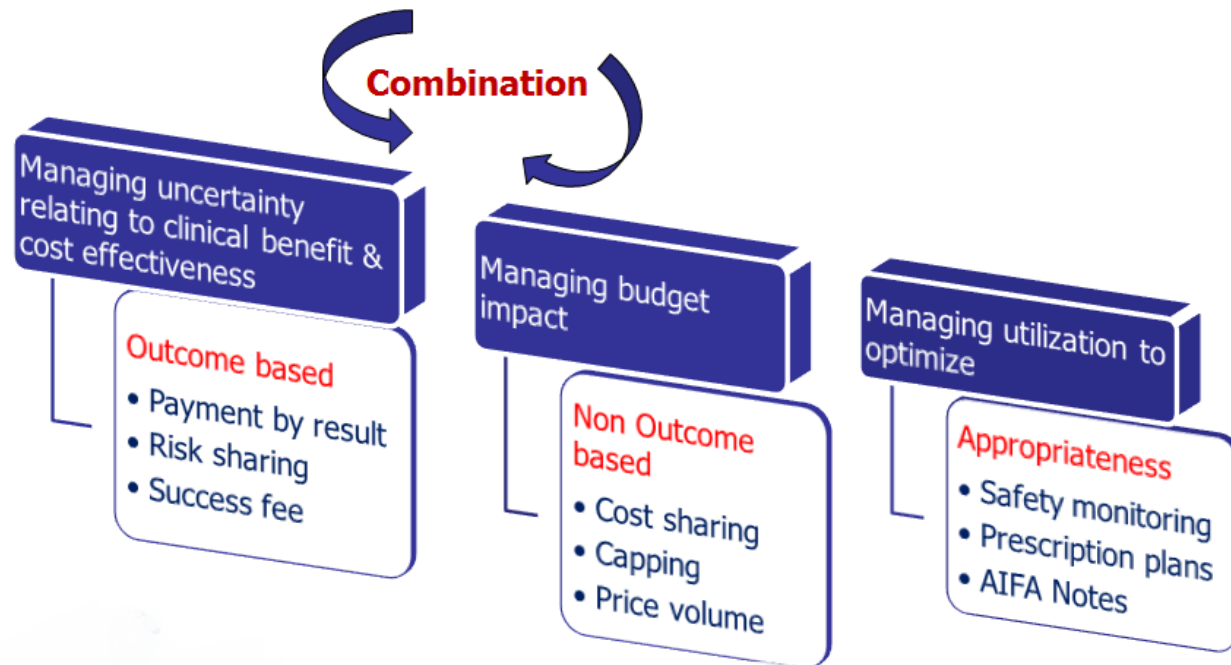 Combination
Managing uncertainty
relating to clinical benefit &
cost effectiveness
Outcome based
• Payment by result
• Risk sharing
• Success fee
Managing budget
impact
Non Outcome
based
• Cost sharing
• Capping
• Price volume
Managing utilization to
optimize
Appropriateness
• Safety monitoring
• Prescription plans
• AIFA Notes